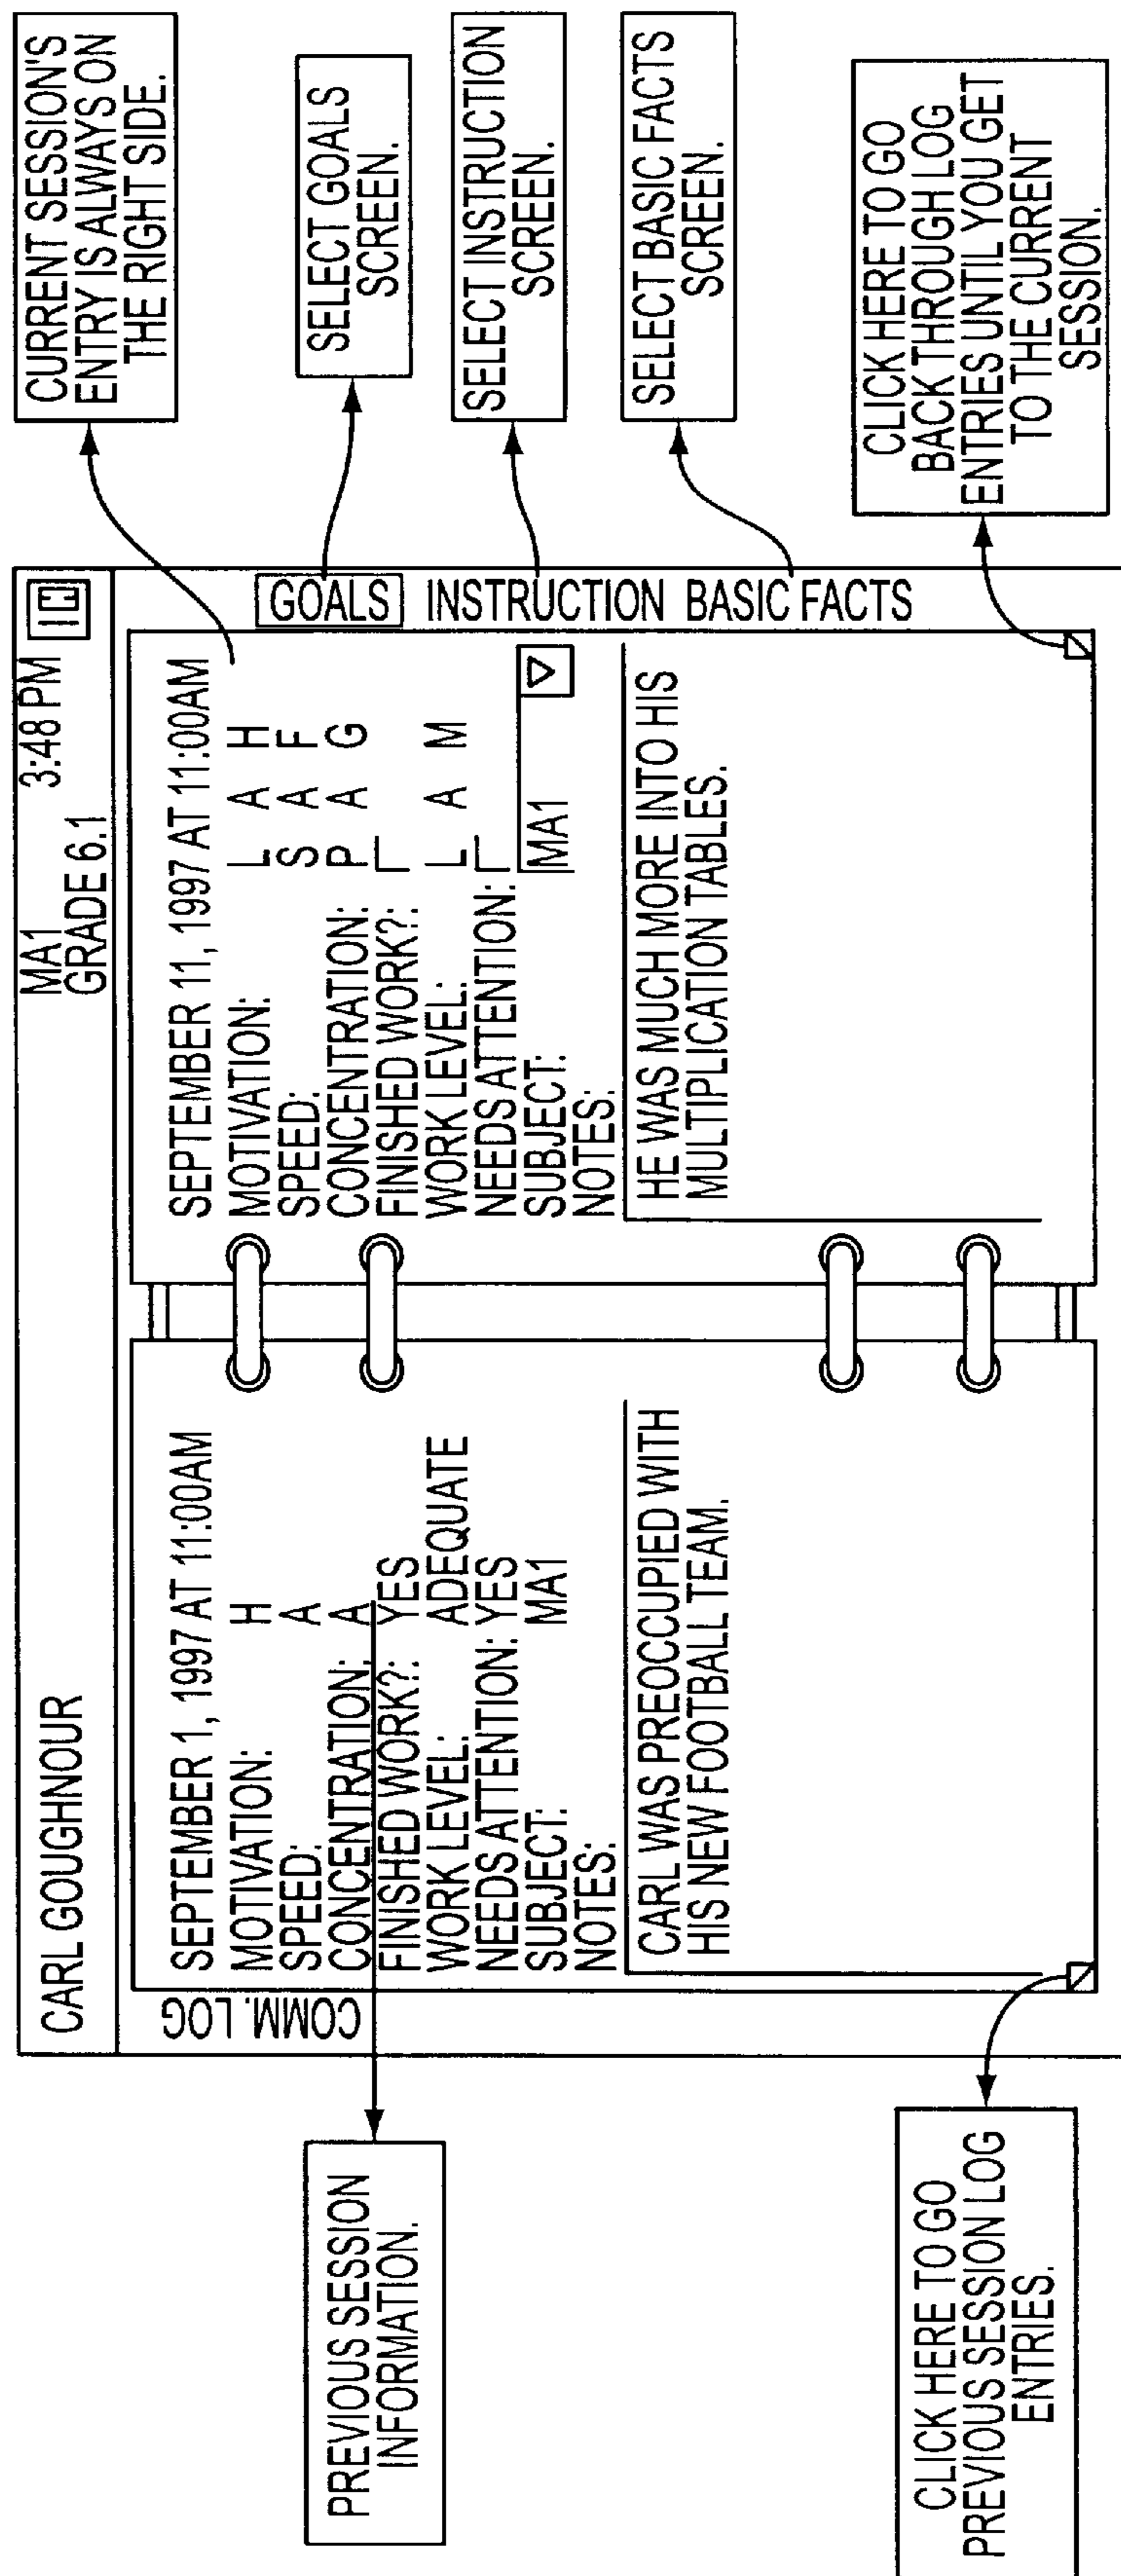 CARL GOUGHNOUR
MA1 3:48 PM
GRADE 6.1
COMM. LOG
SEPTEMBER 1, 1997 AT 11:00AM
MOTIVATION: H
SPEED: A
CONCENTRATION: A
FINISHED WORK?: YES
WORK LEVEL: ADEQUATE
NEEDS ATTENTION: YES
SUBJECT: MA1
NOTES:
CARL WAS PREOCCUPIED WITH
HIS NEW FOOTBALL TEAM.
SEPTEMBER 11, 1997 AT 11:00AM
MOTIVATION: L A H
SPEED: S A F
CONCENTRATION: P A G
FINISHED WORK?:
WORK LEVEL: L A M
NEEDS ATTENTION:
SUBJECT: MA1
NOTES:
HE WAS MUCH MORE INTO HIS
MULTIPLICATION TABLES.
GOALS
INSTRUCTION
BASIC FACTS
PREVIOUS SESSION
INFORMATION.
CLICK HERE TO GO
PREVIOUS SESSION LOG
ENTRIES.
CURRENT SESSION'S
ENTRY IS ALWAYS ON
THE RIGHT SIDE.
SELECT GOALS
SCREEN.
SELECT INSTRUCTION
SCREEN.
SELECT BASIC FACTS
SCREEN.
CLICK HERE TO GO
BACK THROUGH LOG
ENTRIES UNTIL YOU GET
TO THE CURRENT
SESSION.